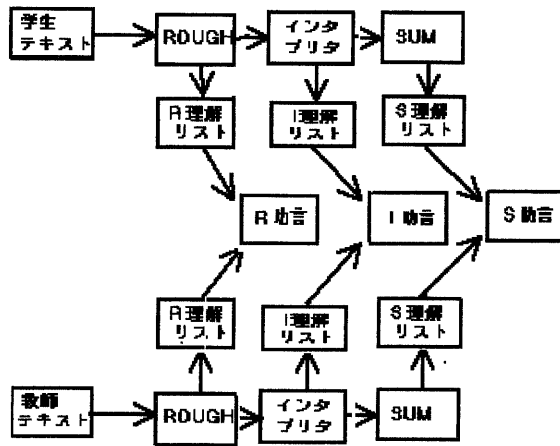 学生
テキスト
ROUGH
インタ
プリタ
SUM
R理解
リスト
I理解
リスト
S理解
リスト
R助言
I助言
S助言
R理解
リスト
I理解
リスト
S理解
リスト
教師
テキスト
ROUGH
インタ
プリタ
SUM